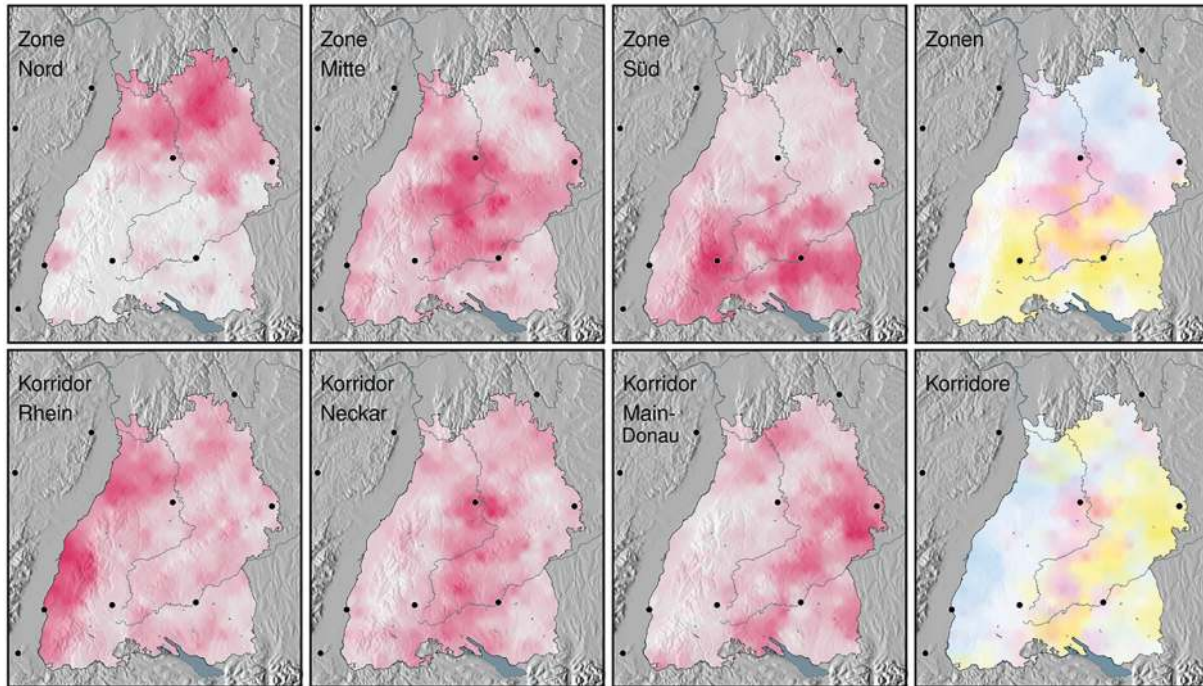 Zone
Nord
Zone
Mitte
Zone
Süd
Zonen
Korridor
Rhein
Korridor
Neckar
Korridor
Main-
Donau
Korridore